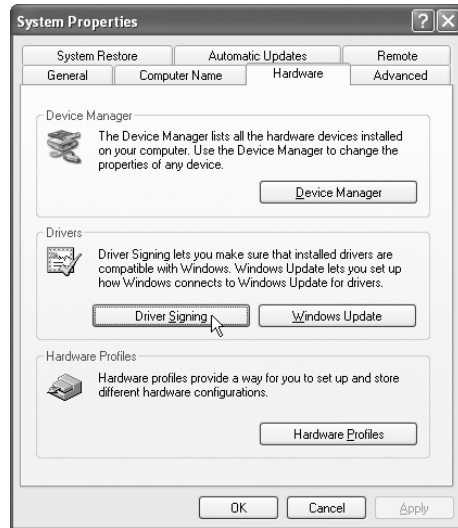 System Properties
System Restore Automatic Updates Remote
General Computer Name Hardware Advanced
Device Manager
The Device Manager lists all the hardware devices installed
on your computer. Use the Device Manager to change the
properties of any device.
Device Manager
Drivers
Driver Signing lets you make sure that installed drivers are
compatible with Windows. Windows Update lets you set up
how Windows connects to Windows Update for drivers.
Driver Signing Windows Update
Hardware Profiles
Hardware profiles provide a way for you to set up and store
different hardware configurations.
Hardware Profiles
OK Cancel Apply